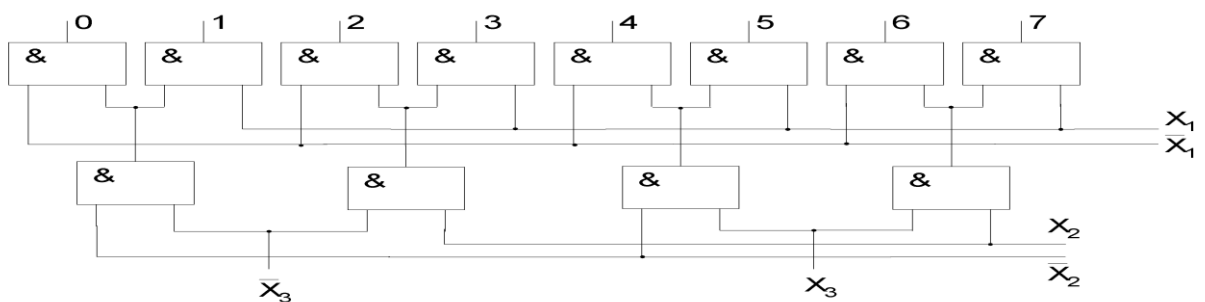 0 1 2 3 4 5 6 7
& & & & & & & &
X₁
X̅₁
& & & &
X₂
X̅₃ X₃ X̅₂